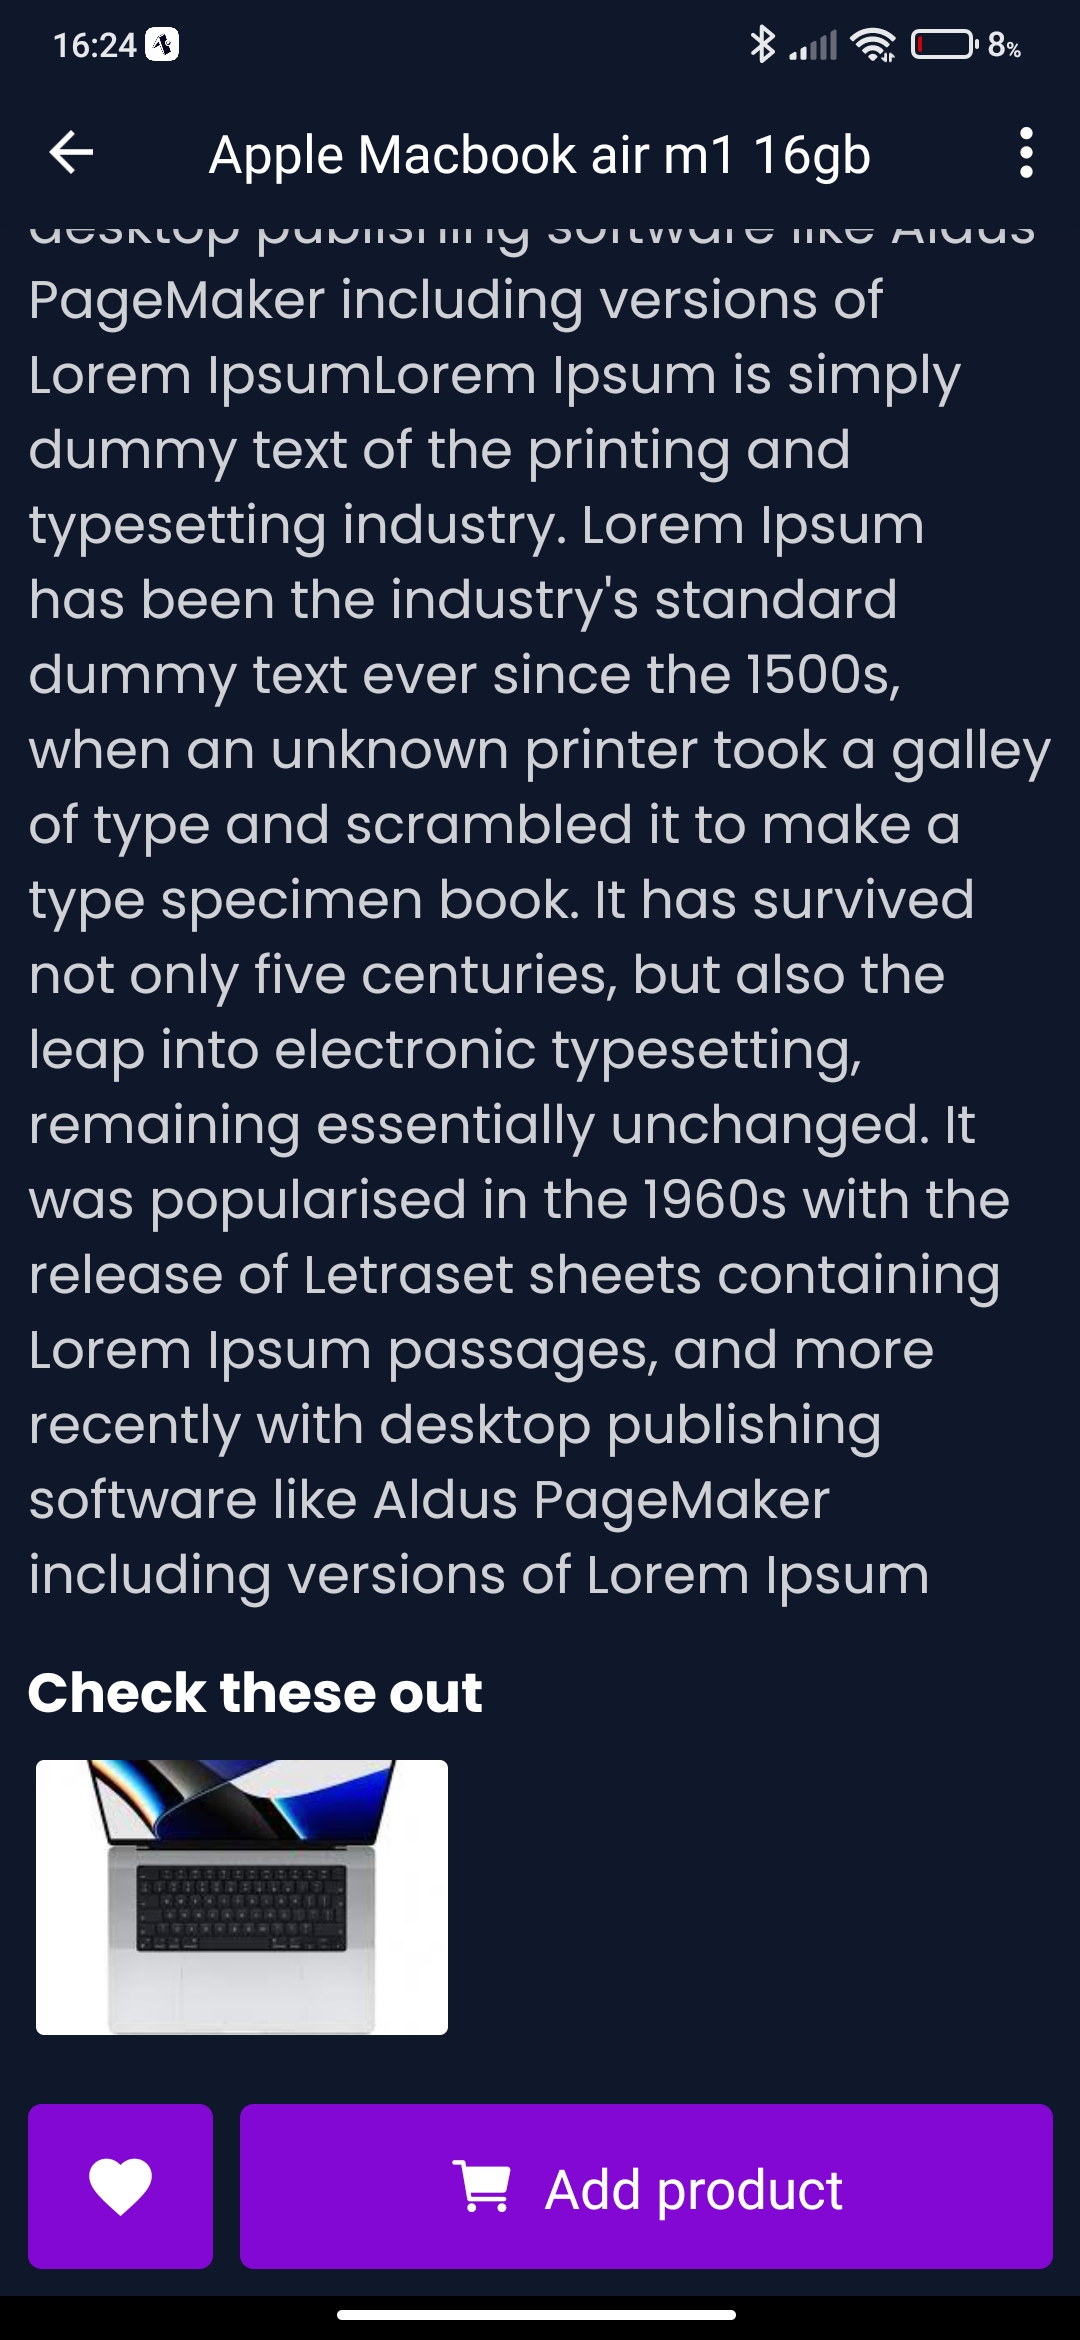 16:24
8%
Apple Macbook air m1 16gb
desktop publishing software like Aldus
PageMaker including versions of
Lorem IpsumLorem Ipsum is simply
dummy text of the printing and
typesetting industry. Lorem Ipsum
has been the industry's standard
dummy text ever since the 1500s,
when an unknown printer took a galley
of type and scrambled it to make a
type specimen book. It has survived
not only five centuries, but also the
leap into electronic typesetting,
remaining essentially unchanged. It
was popularised in the 1960s with the
release of Letraset sheets containing
Lorem Ipsum passages, and more
recently with desktop publishing
software like Aldus PageMaker
including versions of Lorem Ipsum
Check these out
Add product